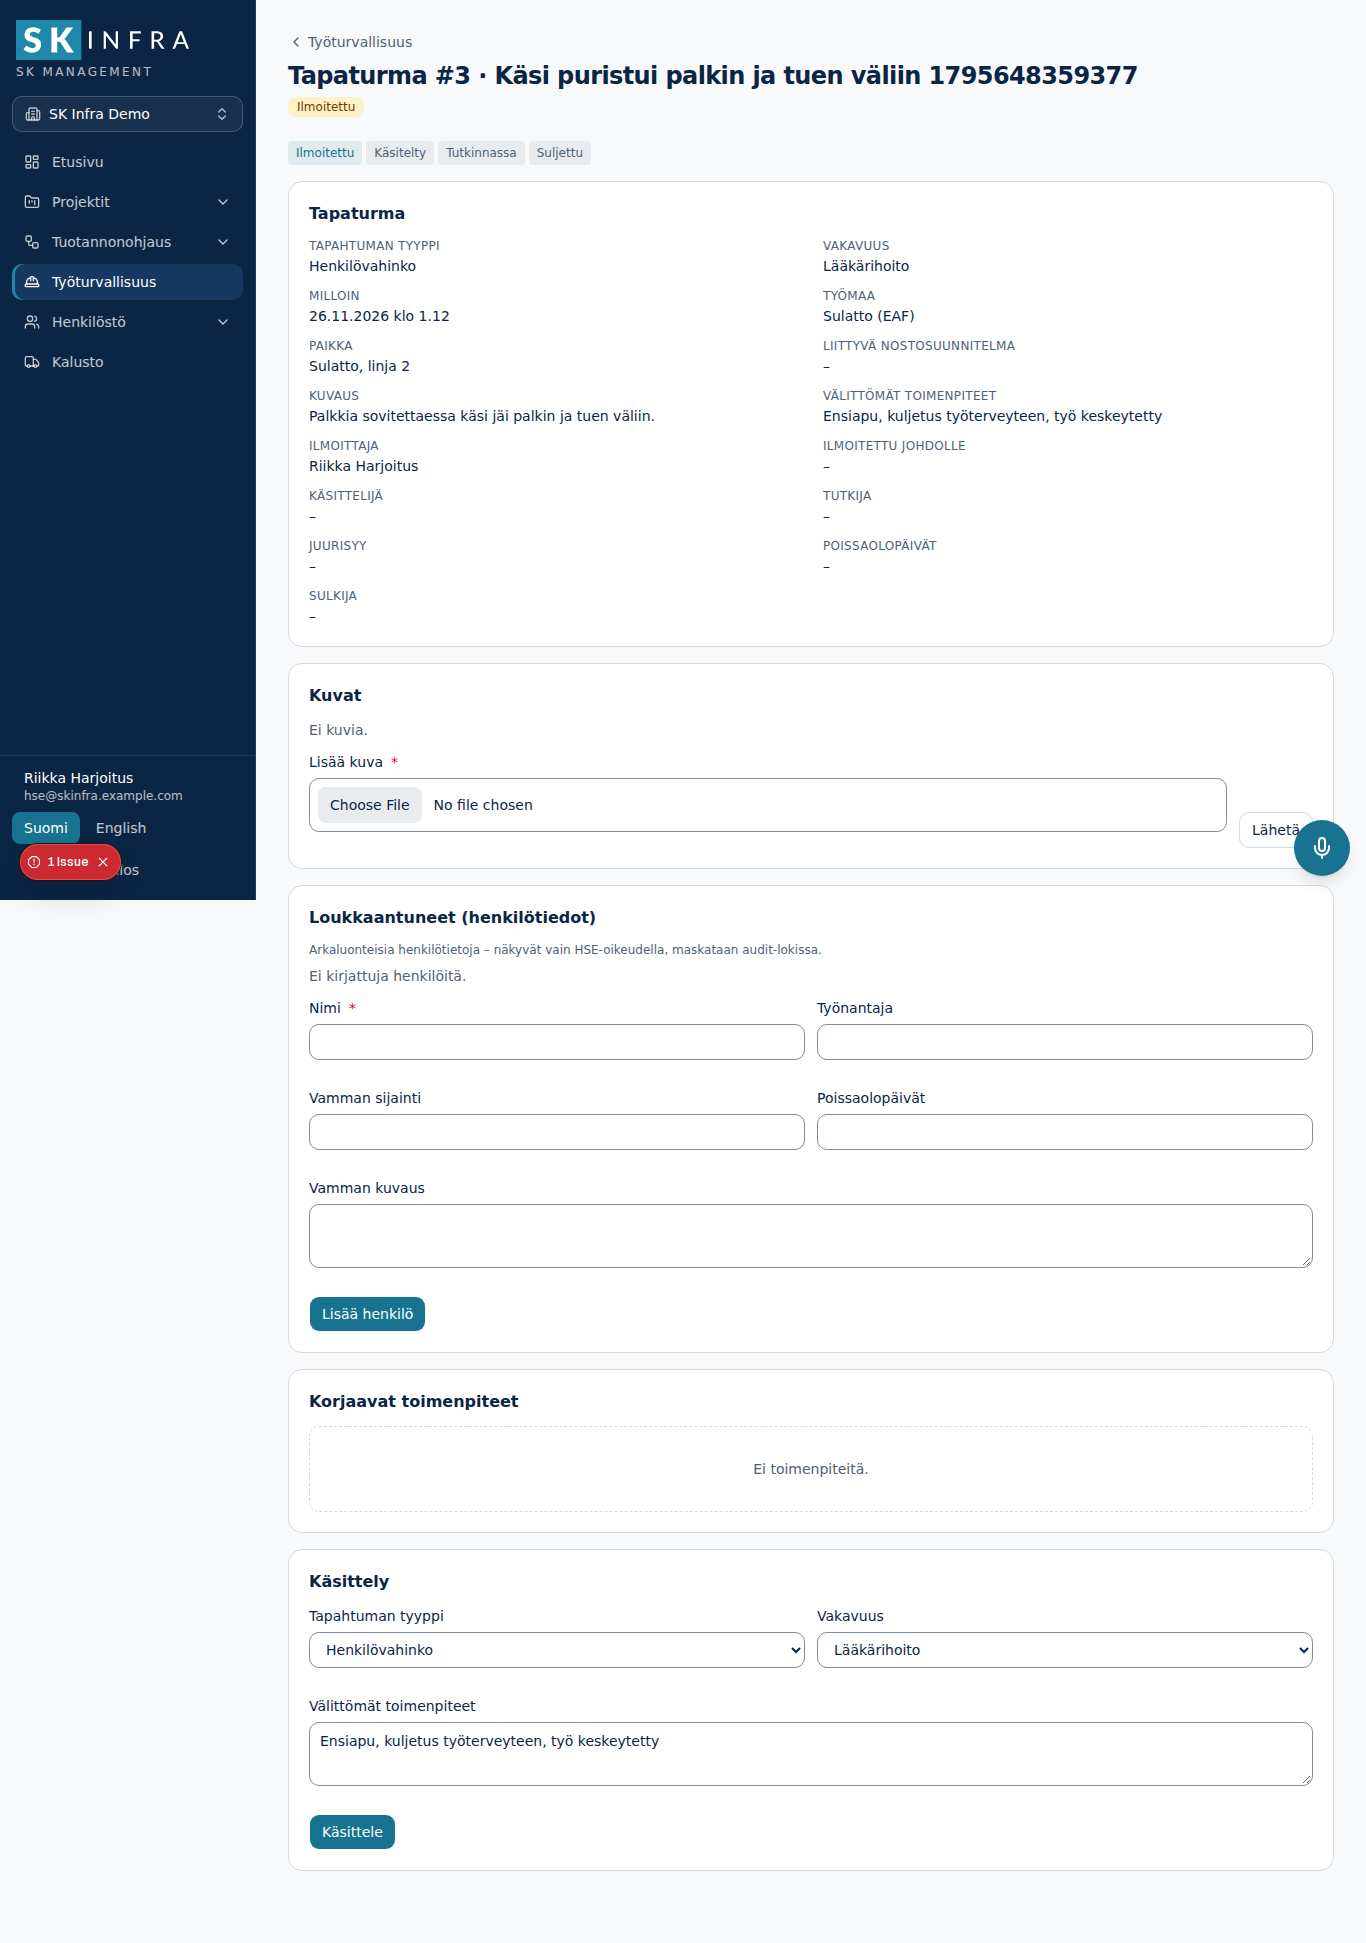 SK INFRA
SK MANAGEMENT
SK Infra Demo
Etusivu
Projektit
Tuotannonohjaus
Työturvallisuus
Henkilöstö
Kalusto
Riikka Harjoitus
hse@skinfra.example.com
Suomi English
1 Issue
Työturvallisuus
Tapaturma #3 · Käsi puristui palkin ja tuen väliin 1795648359377
Ilmoitettu
Ilmoitettu Käsitelty Tutkinnassa Suljettu
Tapaturma
TAPAHTUMAN TYYPPI
Henkilövahinko
VAKAVUUS
Lääkärihoito
MILLOIN
26.11.2026 klo 1.12
TYÖMAA
Sulatto (EAF)
PAIKKA
Sulatto, linja 2
LIITTYVÄ NOSTOSUUNNITELMA
–
KUVAUS
Palkkia sovitettaessa käsi jäi palkin ja tuen väliin.
VÄLITTÖMÄT TOIMENPITEET
Ensiapu, kuljetus työterveyteen, työ keskeytetty
ILMOITTAJA
Riikka Harjoitus
ILMOITETTU JOHDOLLE
–
KÄSITTELIJÄ
–
TUTKIJA
–
JUURISYY
–
POISSAOLOPÄIVÄT
–
SULKIJA
–
Kuvat
Ei kuvia.
Lisää kuva *
Choose File No file chosen
Lähetä
Loukkaantuneet (henkilötiedot)
Arkaluonteisia henkilötietoja – näkyvät vain HSE-oikeudella, maskataan audit-lokissa.
Ei kirjattuja henkilöitä.
Nimi *
Työnantaja
Vamman sijainti
Poissaolopäivät
Vamman kuvaus
Lisää henkilö
Korjaavat toimenpiteet
Ei toimenpiteitä.
Käsittely
Tapahtuman tyyppi
Henkilövahinko
Vakavuus
Lääkärihoito
Välittömät toimenpiteet
Ensiapu, kuljetus työterveyteen, työ keskeytetty
Käsittele